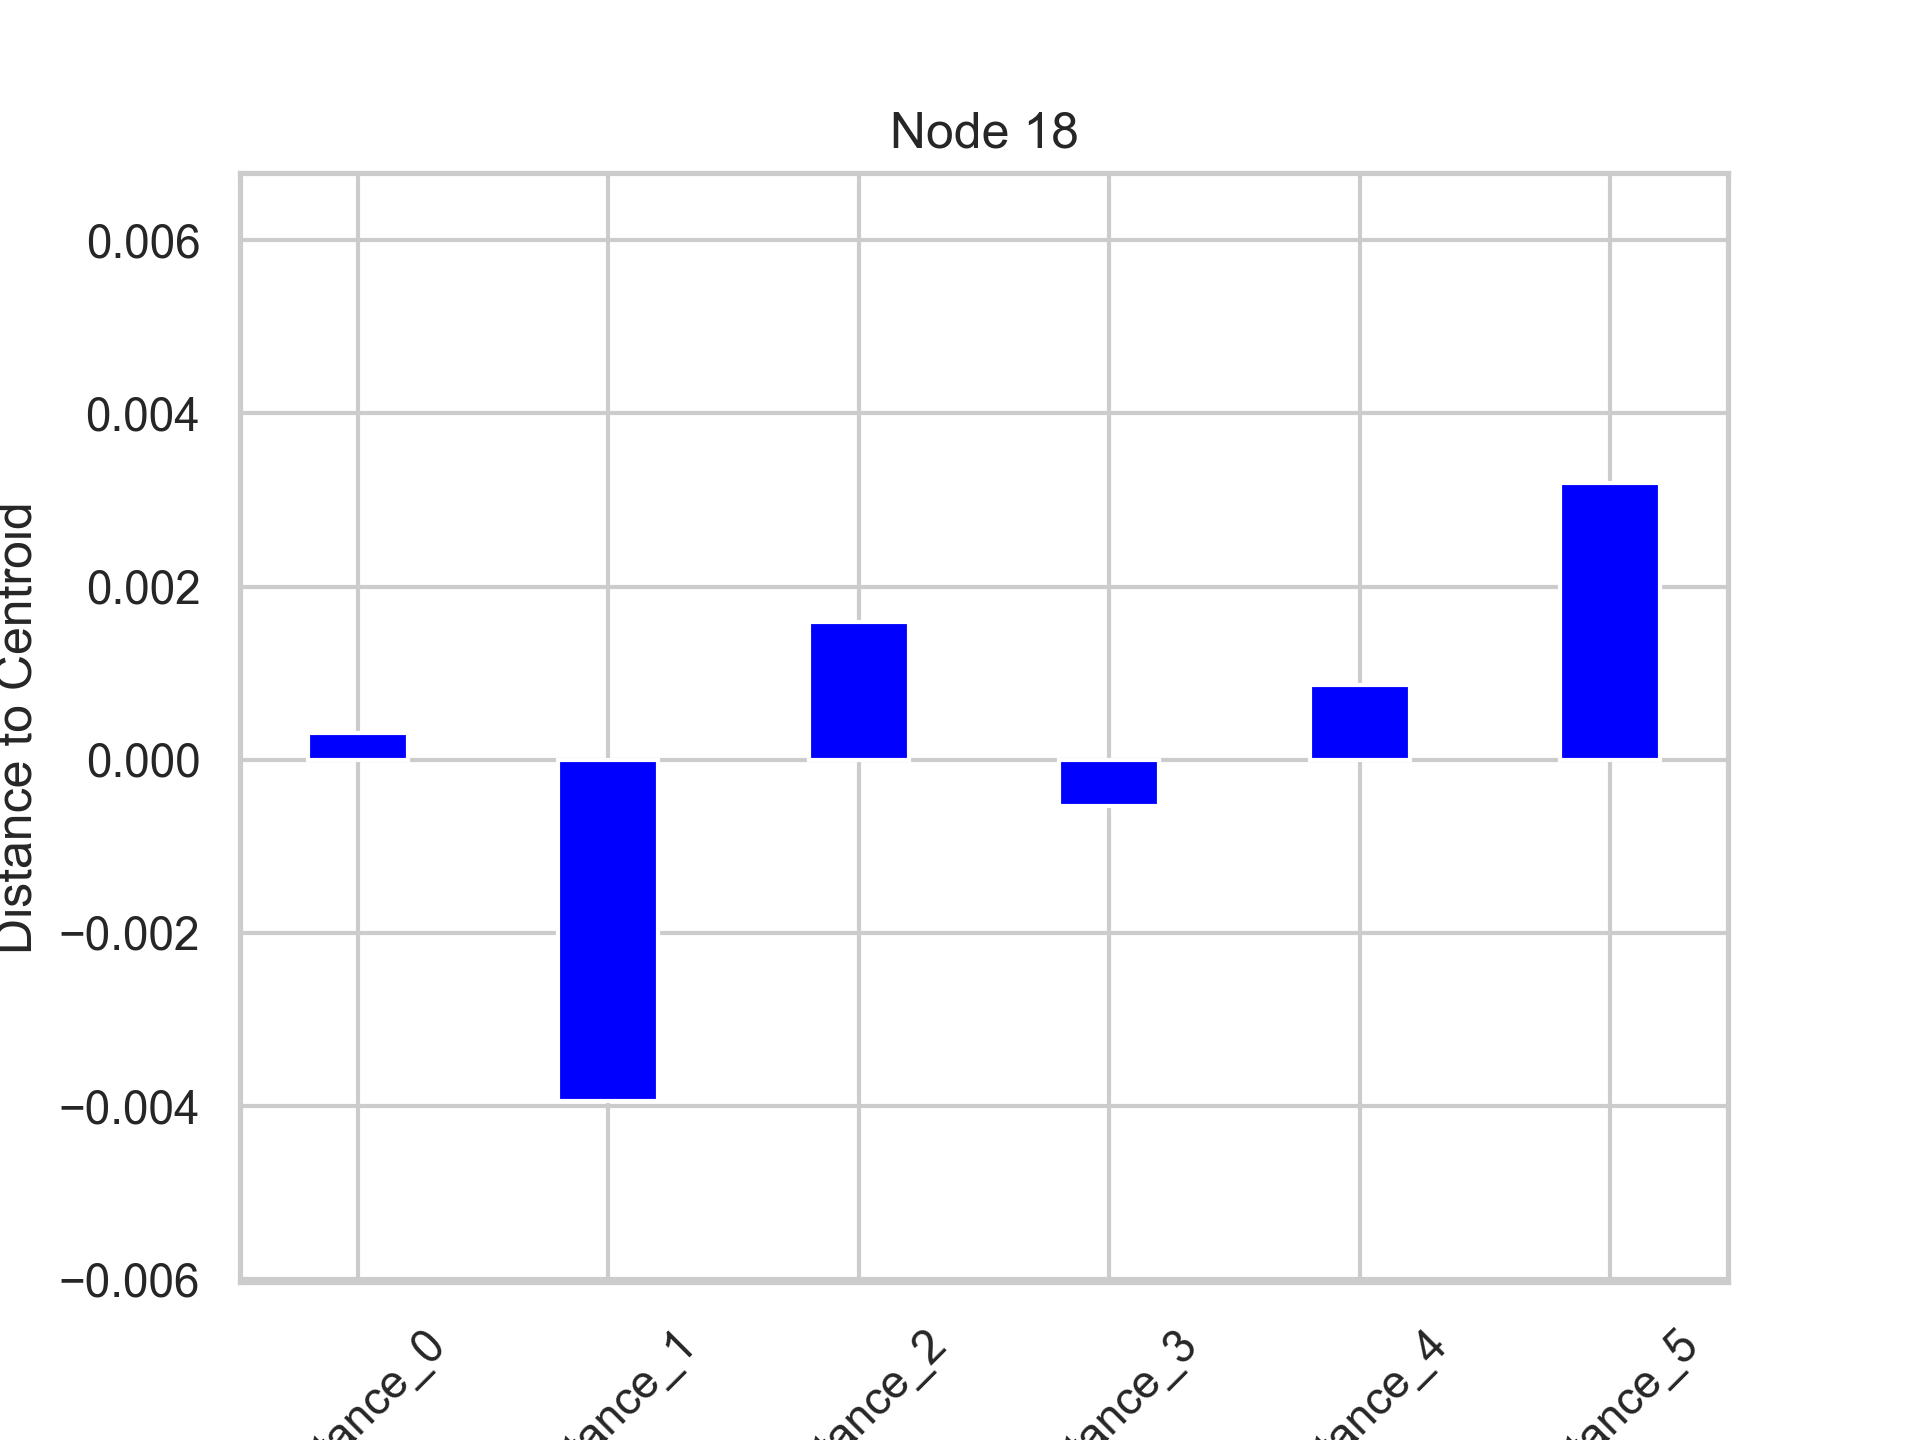 Node 18
0.006
0.004
0.002
0.000
−0.002
−0.004
−0.006
Distance to Centroid
tance_0
tance_1
tance_2
tance_3
tance_4
tance_5